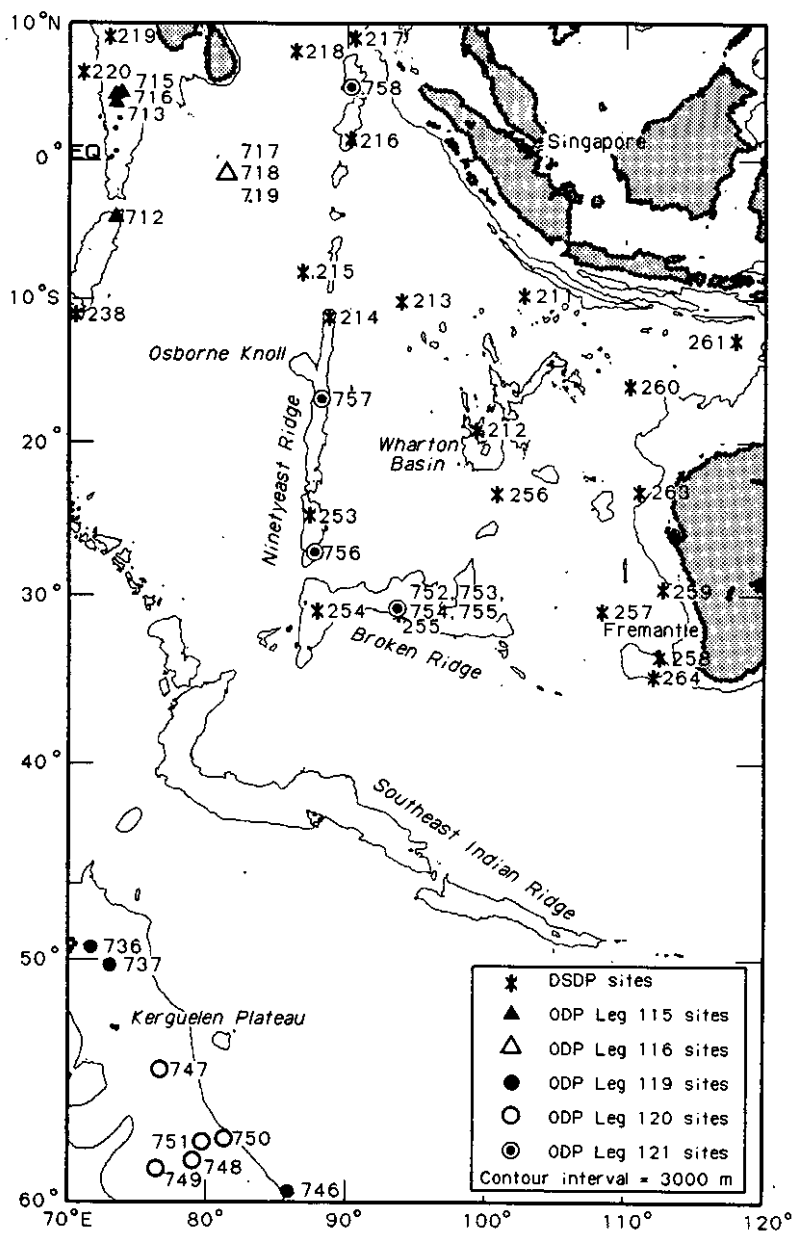 10°N
219
218
217
220
715
716
713
758
216
Singapore
0°
EQ
717
718
719
712
215
10°S
238
214
213
211
261
Osborne Knoll
757
260
20°
Ninetyeast Ridge
Wharton
Basin
212
256
263
253
756
30°
254
752, 753,
754, 755,
255
Broken Ridge
259
257
Fremantle
258
264
40°
Southeast Indian Ridge
50°
736
737
Kerguelen Plateau
747
751
750
748
749
746
60°
DSDP sites
ODP Leg 115 sites
ODP Leg 116 sites
ODP Leg 119 sites
ODP Leg 120 sites
ODP Leg 121 sites
Contour interval = 3000 m
70°E
80°
90°
100°
110°
120°